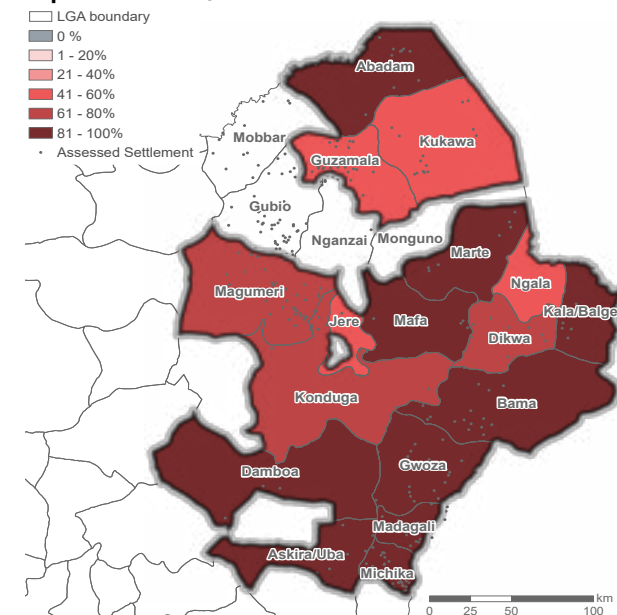 LGA boundary
0 %
1 - 20%
21 - 40%
41 - 60%
61 - 80%
81 - 100%
Assessed Settlement
Abadam
Mobbar
Kukawa
Guzamala
Gubio
Nganzai
Monguno
Marte
Magumeri
Ngala
Jere
Mafa
Kala/Balge
Dikwa
Konduga
Bama
Damboa
Gwoza
Madagali
Askira/Uba
Michika
km
0 25 50 100